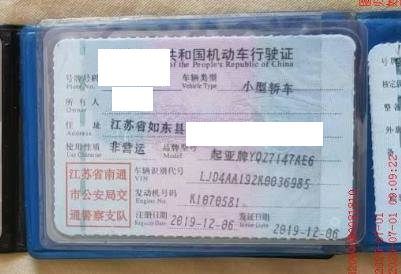 共和国机动车行驶证
of the People's Republic of China
号牌号码 车辆类型 小型轿车
Plate No. Vehicle Type
所有人
Owner
住址 江苏省如东县
Address
使用性质 非营运 品牌型号 起亚牌YQZ7147AE6
Use Character Model
江苏省南通
市公安局交
通警察支队
车辆识别代号 LJD4AA192K0036985
VIN
发动机号码 K1070581
Engine No.
注册日期 2019-12-06 发证日期 2019-12-06
Register Date Issue Date
09:09:22